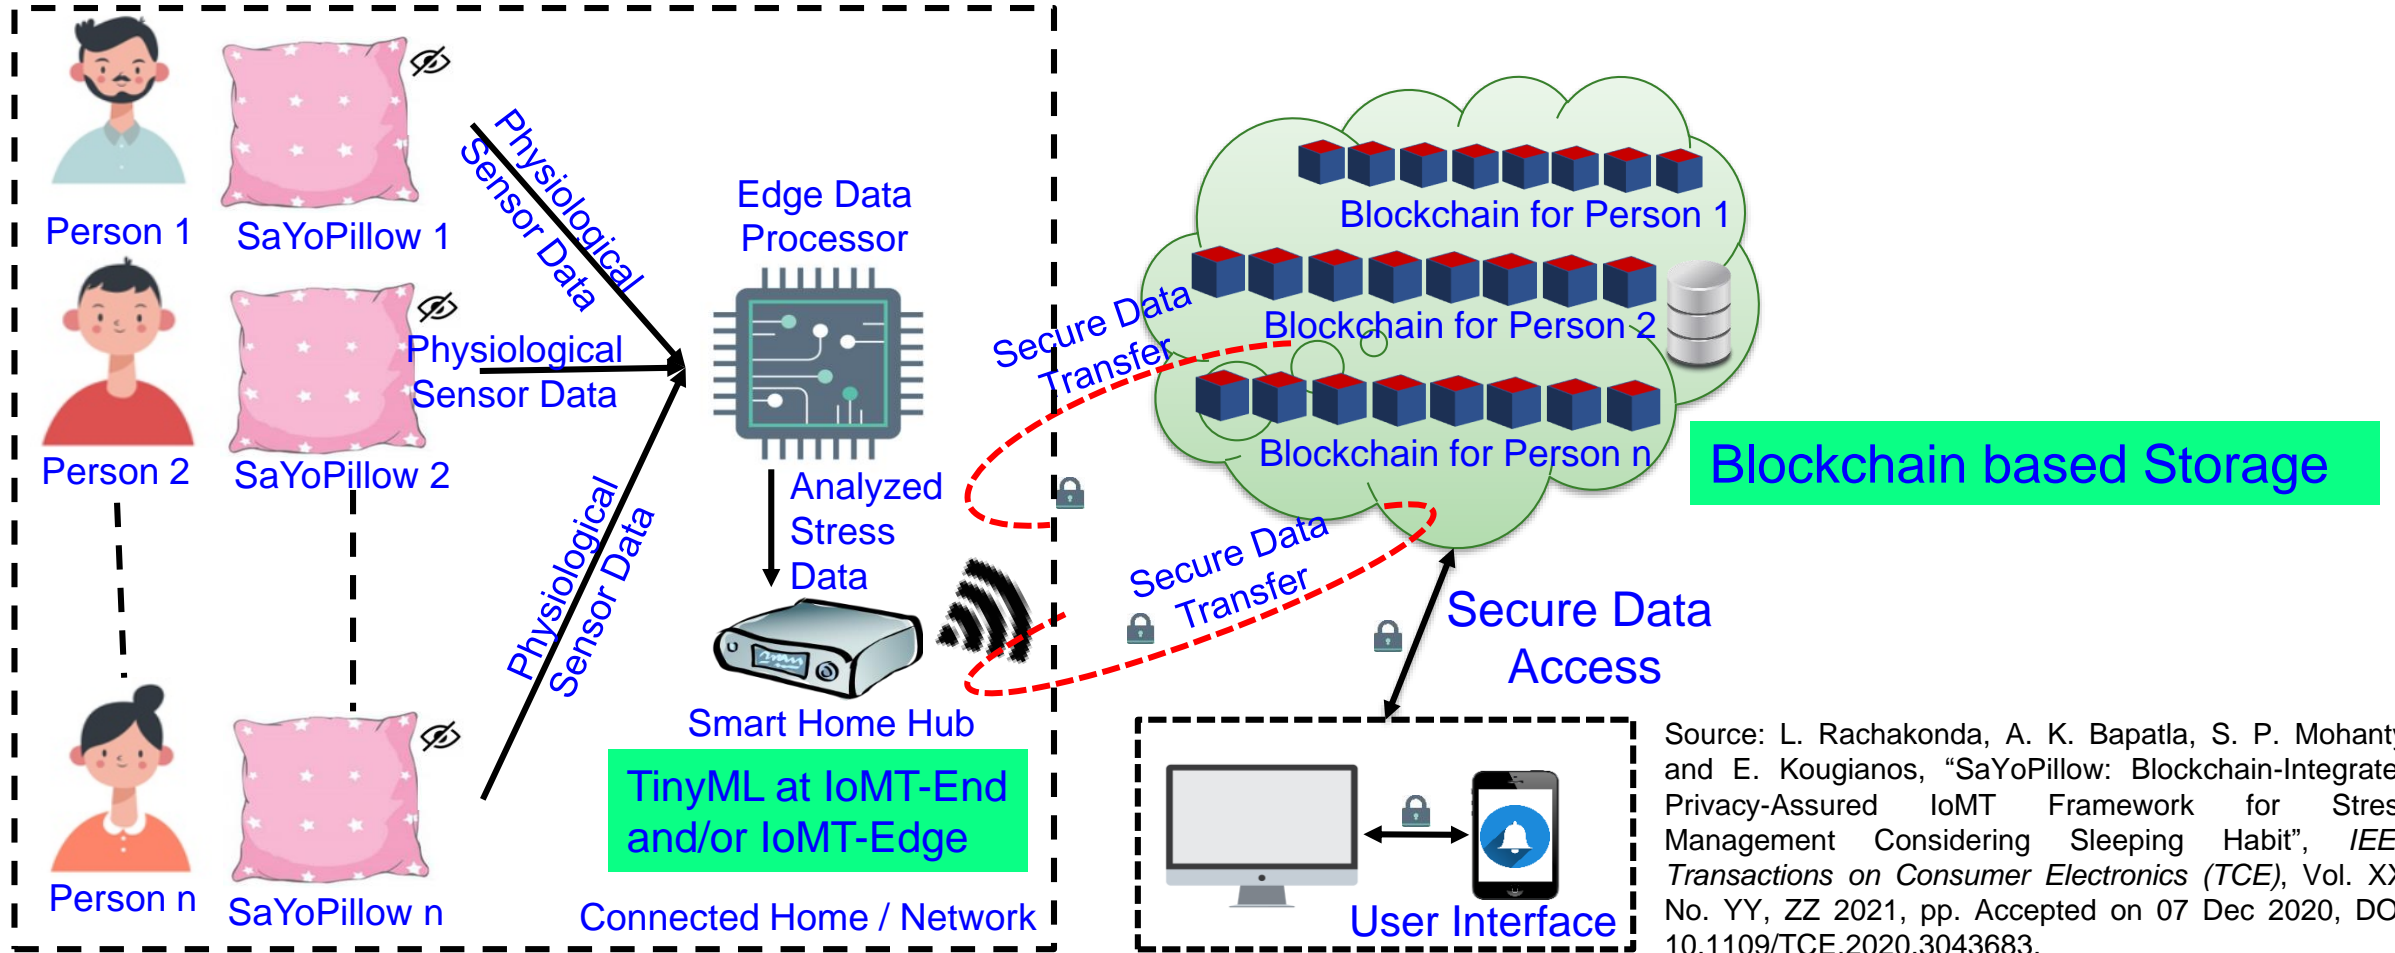 Person 1
SaYoPillow 1
Physiological
Sensor Data
Person 2
SaYoPillow 2
Physiological
Sensor Data
Person n
SaYoPillow n
Physiological
Sensor Data
Edge Data
Processor
Analyzed
Stress
Data
Smart Home Hub
TinyML at IoMT-End
and/or IoMT-Edge
Connected Home / Network
Secure Data
Transfer
Secure Data
Transfer
Blockchain for Person 1
Blockchain for Person 2
Blockchain for Person n
Blockchain based Storage
Secure Data
Access
User Interface
Source: L. Rachakonda, A. K. Bapatla, S. P. Mohanty
and E. Kougianos, “SaYoPillow: Blockchain-Integrate
Privacy-Assured IoMT Framework for Stres
Management Considering Sleeping Habit”, IEE
Transactions on Consumer Electronics (TCE), Vol. XX
No. YY, ZZ 2021, pp. Accepted on 07 Dec 2020, DO
10.1109/TCE.2020.3043683.